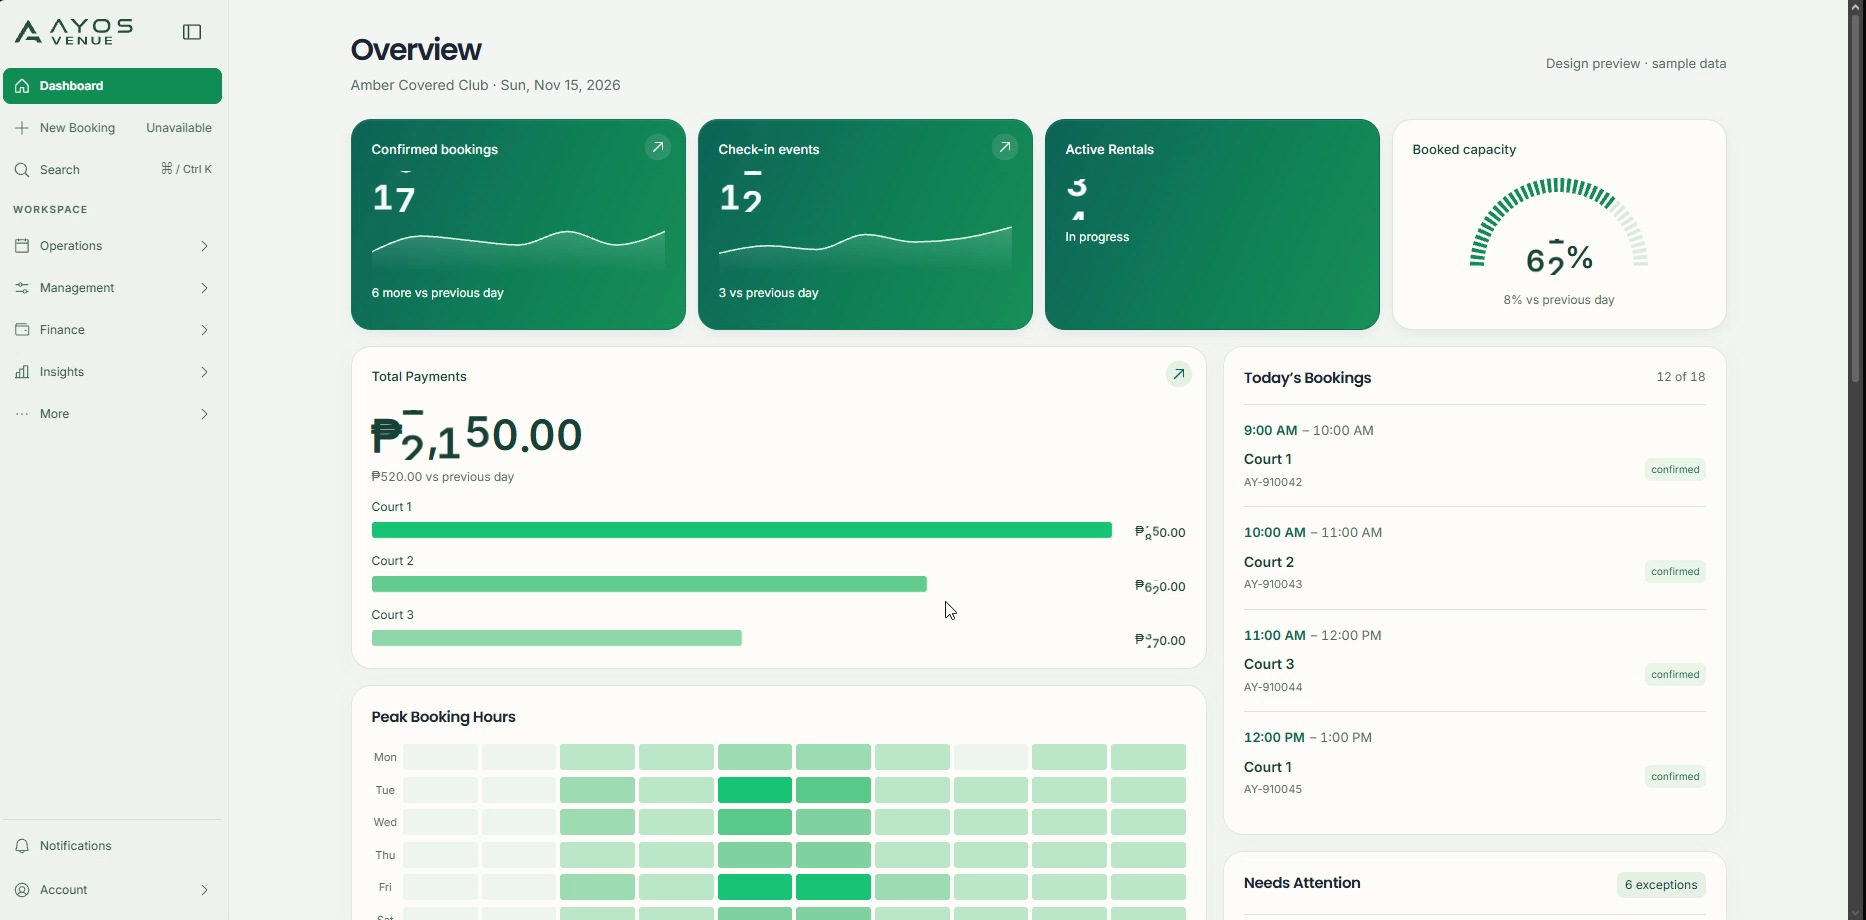 AYOS
VENUE
Dashboard
New Booking Unavailable
Search ⌘ / Ctrl K
WORKSPACE
Operations
Management
Finance
Insights
More
Notifications
Account
Overview
Amber Covered Club · Sun, Nov 15, 2026
Design preview · sample data
Confirmed bookings
17
6 more vs previous day
Check-in events
12
3 vs previous day
Active Rentals
In progress
Booked capacity
62%
8% vs previous day
Total Payments
₱2,150.00
₱520.00 vs previous day
Court 1
Court 2
Court 3
Peak Booking Hours
Mon
Tue
Wed
Thu
Fri
Today’s Bookings 12 of 18
9:00 AM – 10:00 AM
Court 1
confirmed
AY-910042
10:00 AM – 11:00 AM
Court 2
confirmed
AY-910043
11:00 AM – 12:00 PM
Court 3
confirmed
AY-910044
12:00 PM – 1:00 PM
Court 1
confirmed
AY-910045
Needs Attention 6 exceptions